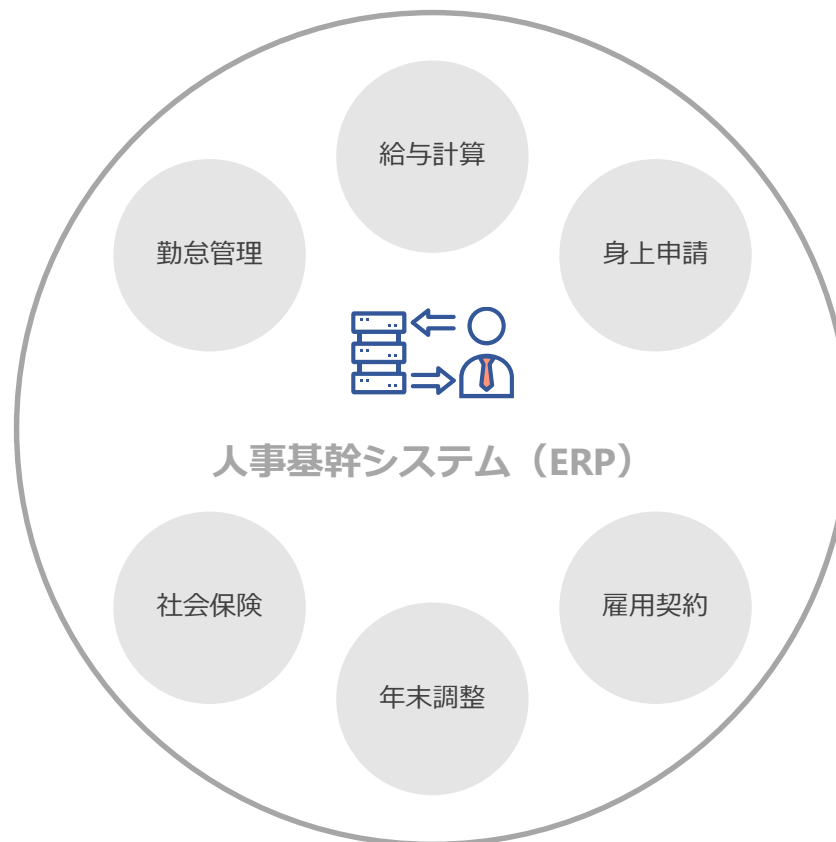 給与計算
勤怠管理
身上申請
人事基幹システム（ERP）
社会保険
雇用契約
年末調整